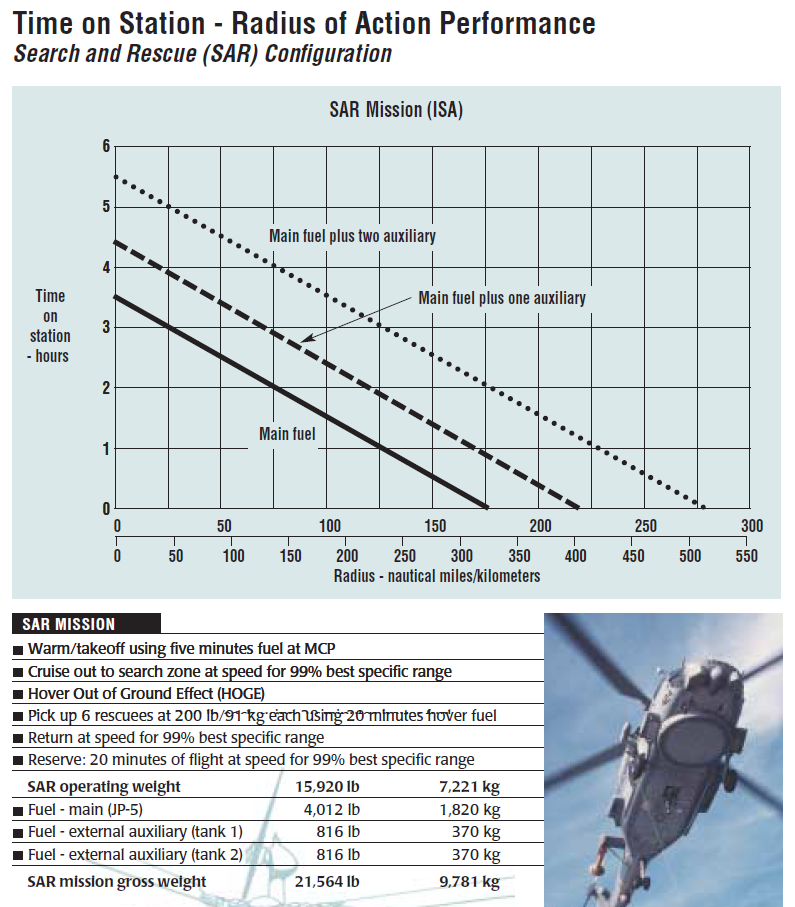 Time on Station - Radius of Action Performance
Search and Rescue (SAR) Configuration
SAR Mission (ISA)
6
5
4
3
2
1
0
Time
on
station
- hours
Main fuel plus two auxiliary
Main fuel plus one auxiliary
Main fuel
0 50 100 150 200 250 300
0 50 100 150 200 250 300 350 400 450 500 550
Radius - nautical miles/kilometers
SAR MISSION
■ Warm/takeoff using five minutes fuel at MCP
■ Cruise out to search zone at speed for 99% best specific range
■ Hover Out of Ground Effect (HOGE)
■ Pick up 6 rescuees at 200 lb/91 kg each using 20 minutes hover fuel
■ Return at speed for 99% best specific range
■ Reserve: 20 minutes of flight at speed for 99% best specific range
SAR operating weight 15,920 lb 7,221 kg
■ Fuel - main (JP-5) 4,012 lb 1,820 kg
■ Fuel - external auxiliary (tank 1) 816 lb 370 kg
■ Fuel - external auxiliary (tank 2) 816 lb 370 kg
SAR mission gross weight 21,564 lb 9,781 kg